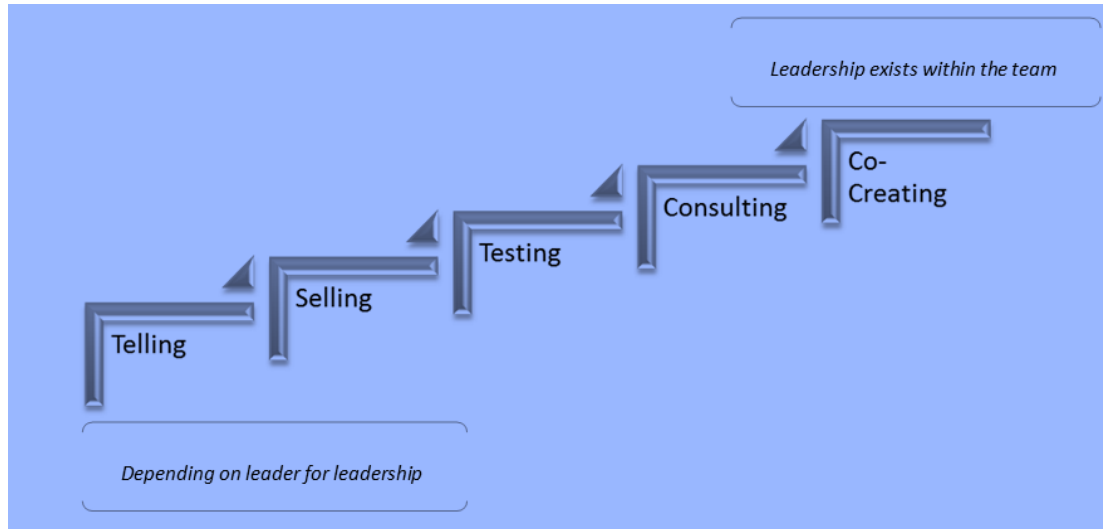 Leadership exists within the team
Co-
Creating
Consulting
Testing
Selling
Telling
Depending on leader for leadership